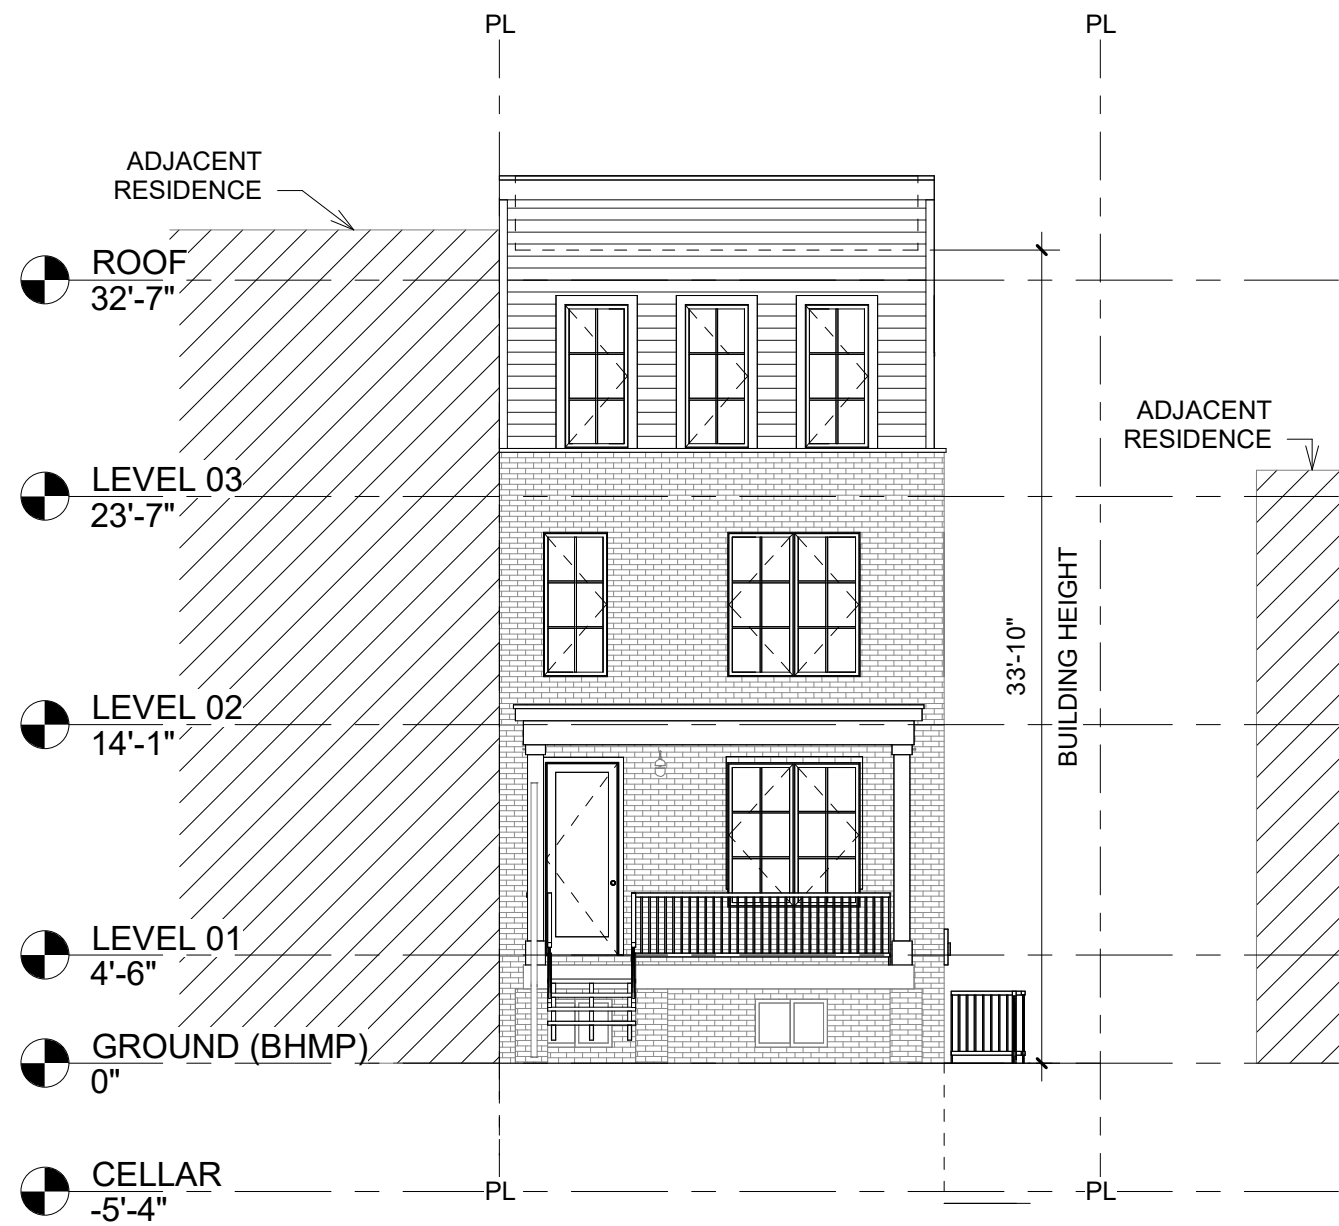 PL
PL
ADJACENT
RESIDENCE
ROOF
32'-7"
ADJACENT
RESIDENCE
LEVEL 03
23'-7"
33'-10"
BUILDING HEIGHT
LEVEL 02
14'-1"
LEVEL 01
4'-6"
GROUND (BHMP)
0"
CELLAR
-5'-4"
PL
PL